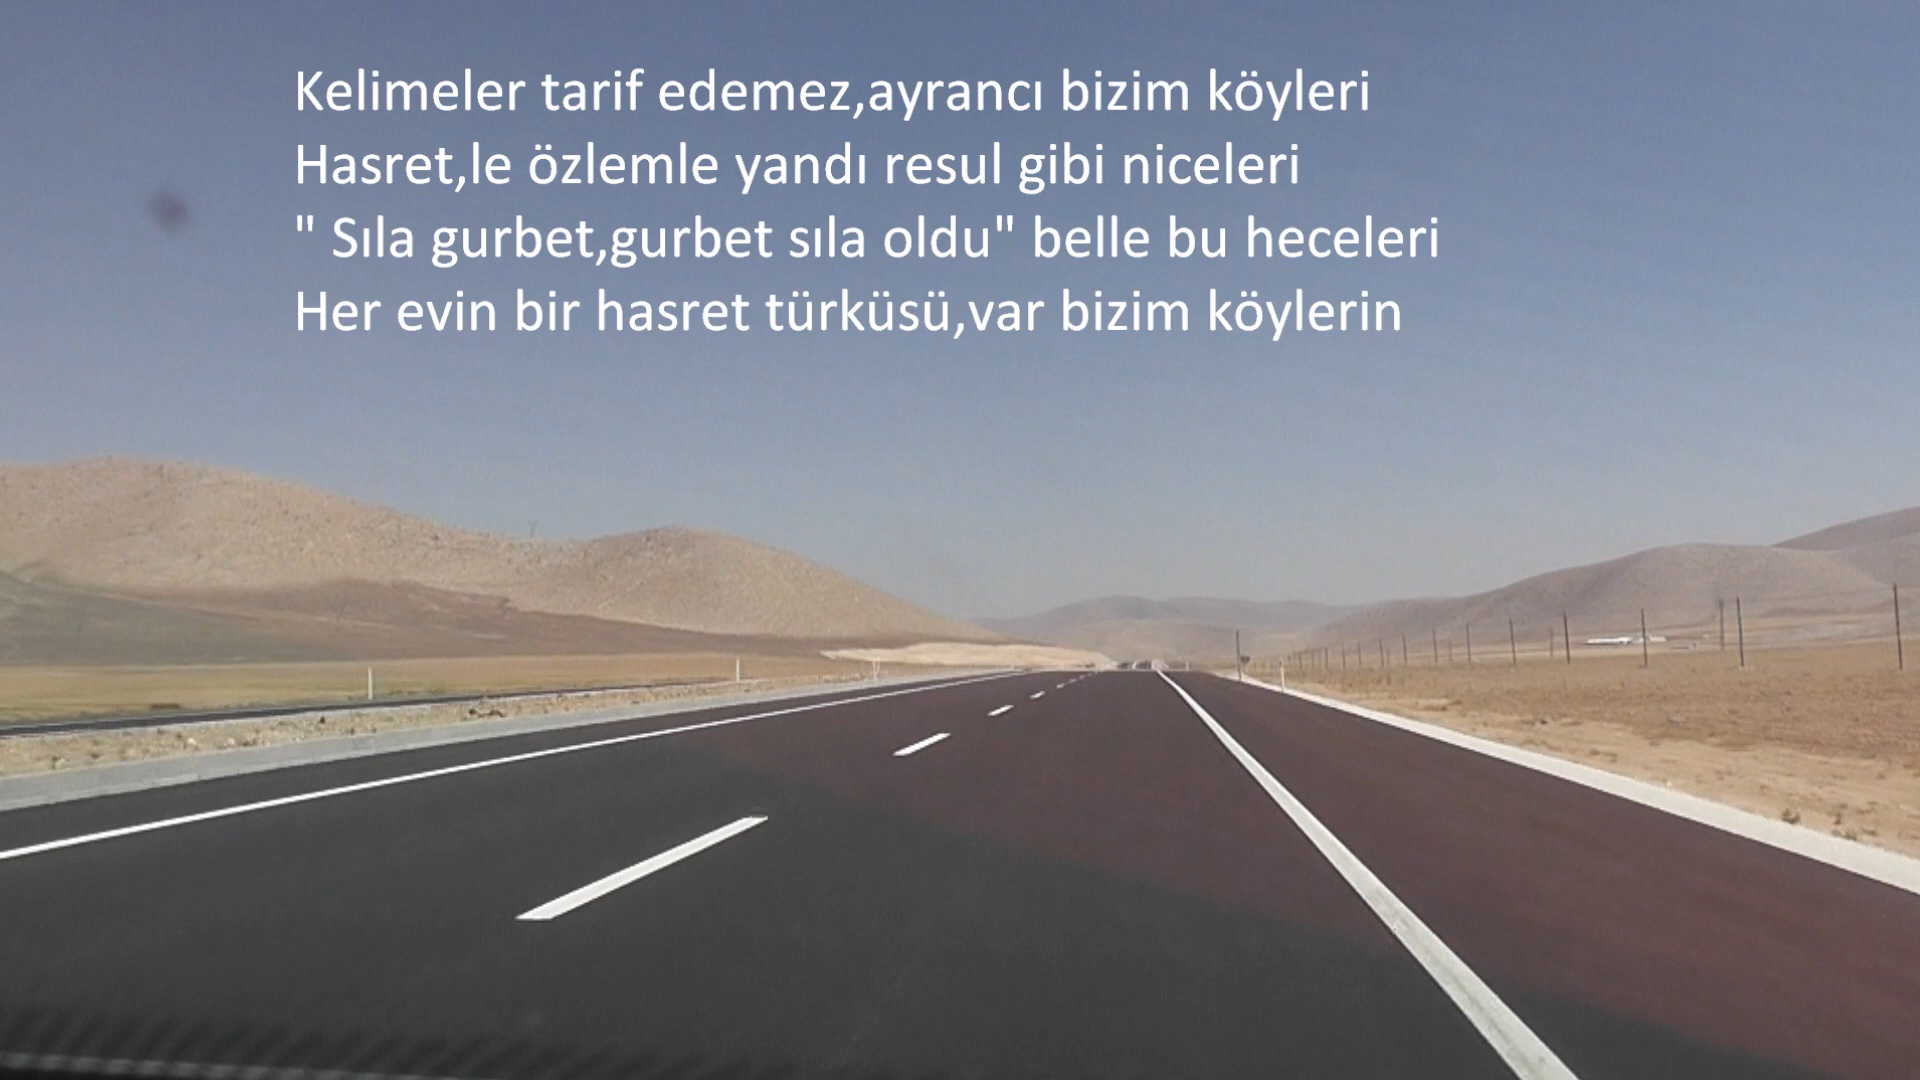 Kelimeler tarif edemez,ayrancı bizim köyleri
Hasret,le özlemle yandı resul gibi niceleri
" Sıla gurbet,gurbet sıla oldu" belle bu heceleri
Her evin bir hasret türküsü,var bizim köylerin